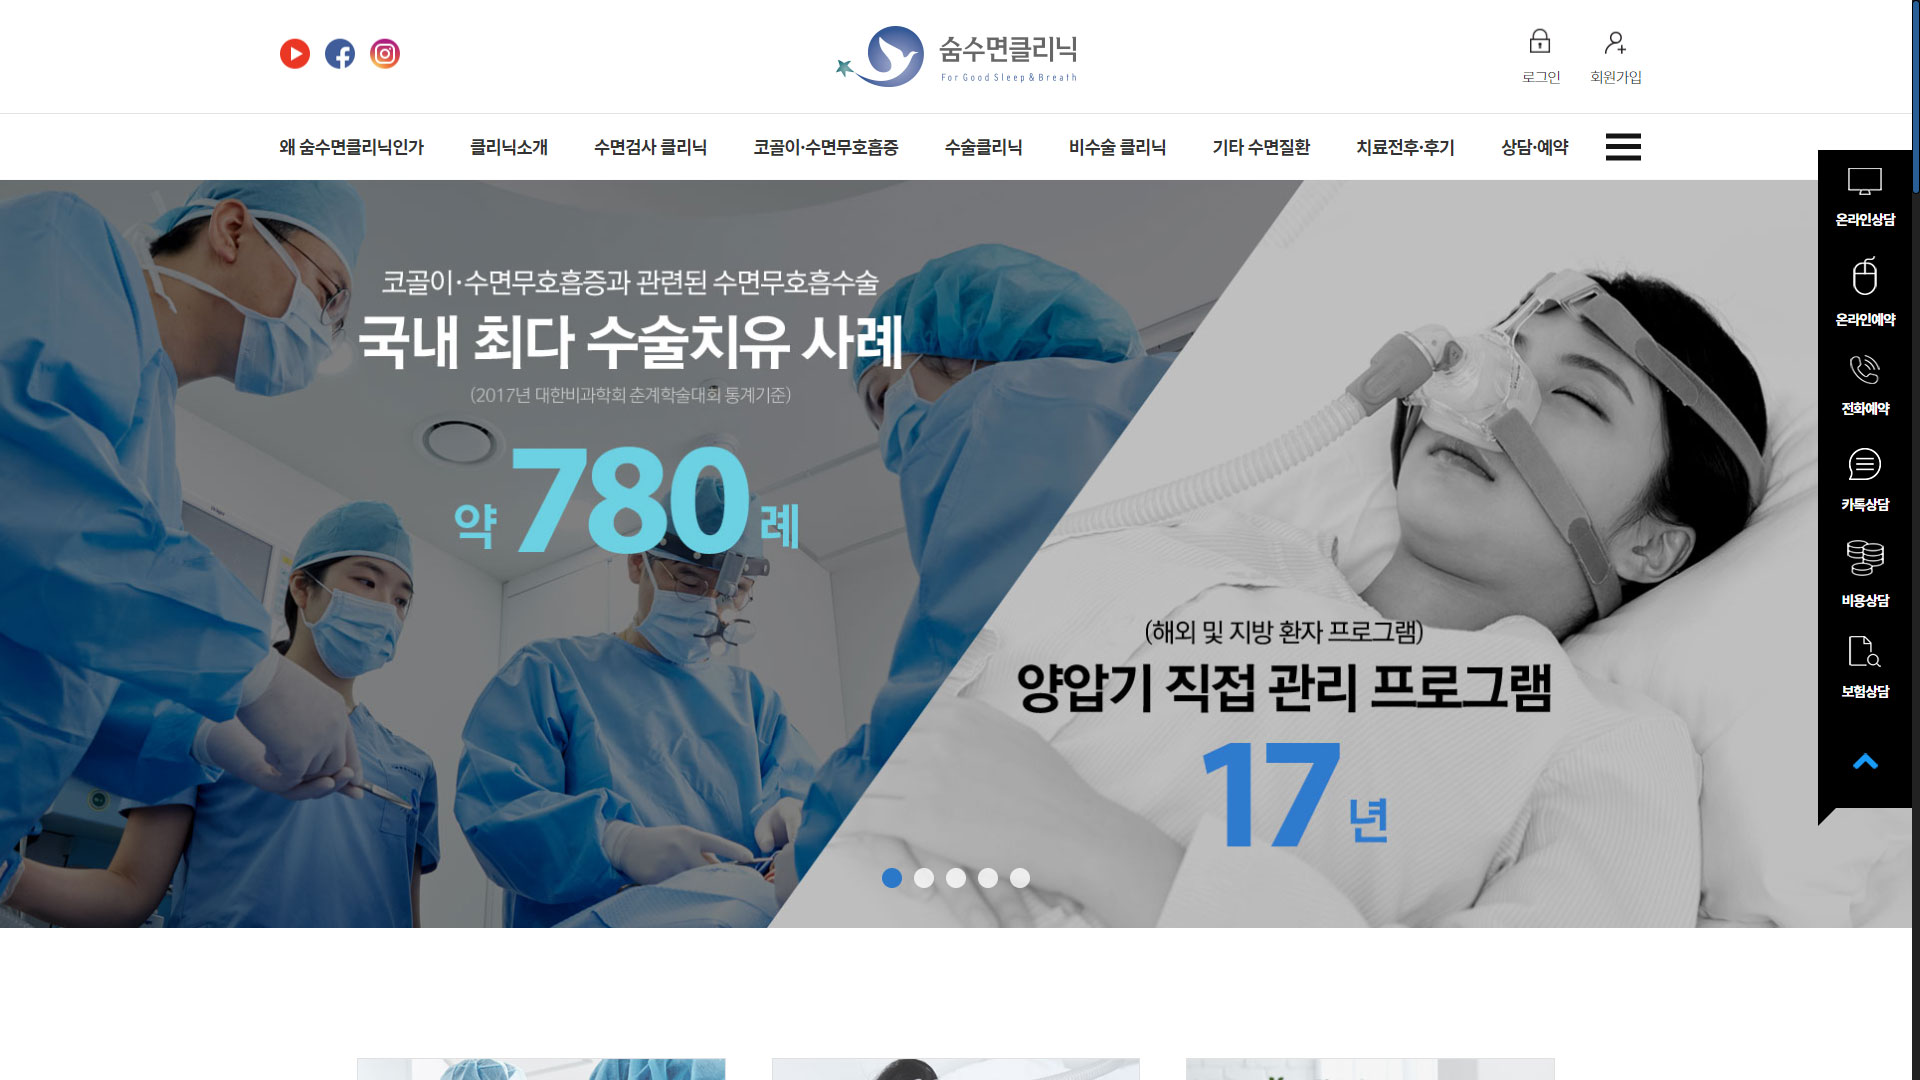 숨수면클리닉
For Good Sleep & Breath
로그인
회원가입
왜 숨수면클리닉인가
클리닉소개
수면검사 클리닉
코골이·수면무호흡증
수술클리닉
비수술 클리닉
기타 수면질환
치료전후·후기
상담·예약
코골이·수면무호흡증과 관련된 수면무호흡수술
국내 최다 수술치유 사례
(2017년 대한비과학회 춘계학술대회 통계기준)
약 780 례
(해외 및 지방 환자 프로그램)
양압기 직접 관리 프로그램
17 년
온라인상담
온라인예약
전화예약
카톡상담
비용상담
보험상담